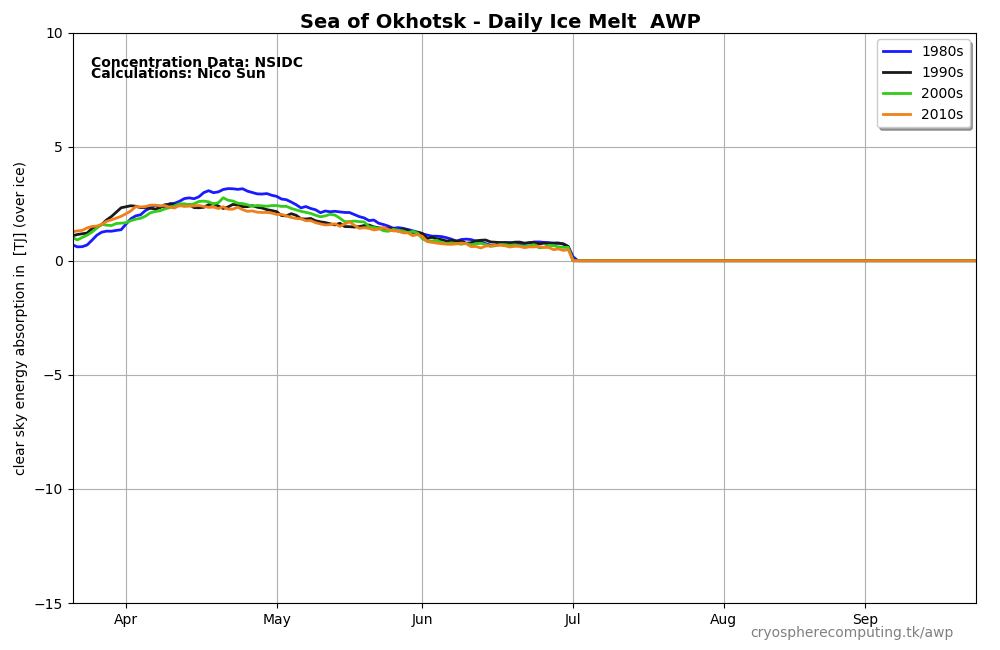 Sea of Okhotsk - Daily Ice Melt  AWP
10
5
0
−5
−10
−15
clear sky energy absorption in  [TJ] (over ice)
Concentration Data: NSIDC
Calculations: Nico Sun
1980s
1990s
2000s
2010s
Apr
May
Jun
Jul
Aug
Sep
cryospherecomputing.tk/awp